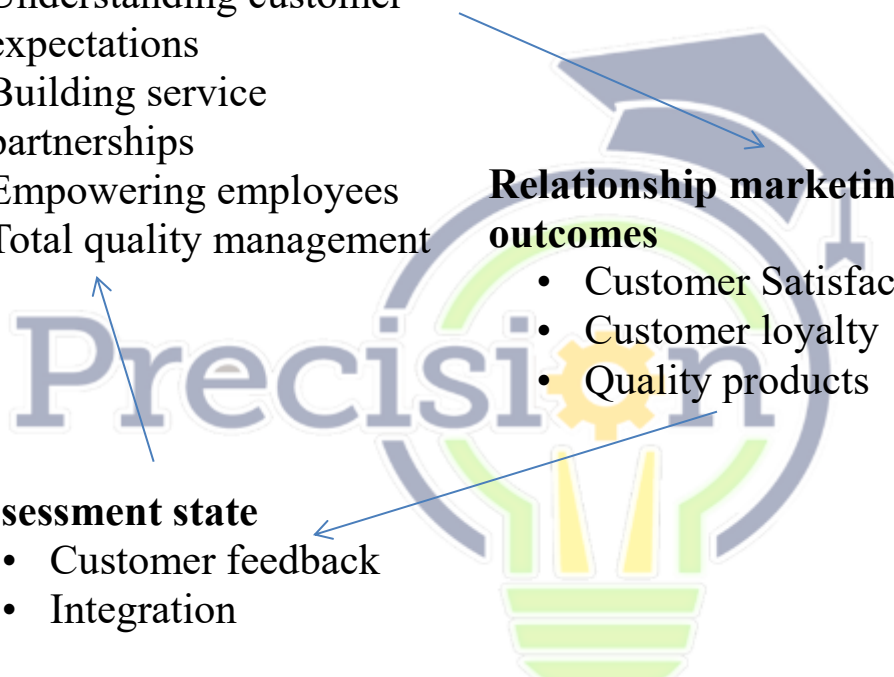 Understanding customer
expectations
Building service
partnerships
Empowering employees
Total quality management
Relationship marketin
outcomes
• Customer Satisfac
• Customer loyalty
• Quality products
Precision
sessment state
• Customer feedback
• Integration